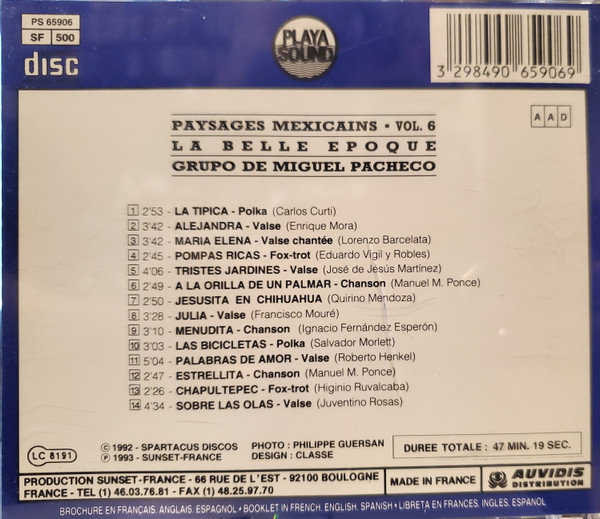 PS 65906
SF 500
disc
PLAYA SOUND
3 298490 659069
AAD
PAYSAGES MEXICAINS • VOL. 6
LA BELLE EPOQUE
GRUPO DE MIGUEL PACHECO
1 2'53 - LA TIPICA - Polka (Carlos Curti)
2 3'42 - ALEJANDRA - Valse (Enrique Mora)
3 3'42 - MARIA ELENA - Valse chantée (Lorenzo Barcelata)
4 2'45 - POMPAS RICAS - Fox-trot (Eduardo Vigil y Robles)
5 4'06 - TRISTES JARDINES - Valse (José de Jesús Martínez)
6 2'49 - A LA ORILLA DE UN PALMAR - Chanson (Manuel M. Ponce)
7 2'50 - JESUSITA EN CHIHUAHUA (Quirino Mendoza)
8 3'28 - JULIA - Valse (Francisco Mouré)
9 3'10 - MENUDITA - Chanson (Ignacio Fernández Esperón)
10 3'03 - LAS BICICLETAS - Polka (Salvador Morlett)
11 5'04 - PALABRAS DE AMOR - Valse (Roberto Henkel)
12 2'47 - ESTRELLITA - Chanson (Manuel M. Ponce)
13 2'26 - CHAPULTEPEC - Fox-trot (Higinio Ruvalcaba)
14 4'34 - SOBRE LAS OLAS - Valse (Juventino Rosas)
LC 8191
© 1992 - SPARTACUS DISCOS
℗ 1993 - SUNSET-FRANCE
PHOTO : PHILIPPE GUERSAN
DESIGN : CLASSE
DUREE TOTALE : 47 MIN. 19 SEC.
PRODUCTION SUNSET-FRANCE - 66 RUE DE L'EST - 92100 BOULOGNE
FRANCE - TEL (1) 46.03.76.81 - FAX (1) 48.25.97.70
MADE IN FRANCE
AUVIDIS
DISTRIBUTION
BROCHURE EN FRANÇAIS, ANGLAIS, ESPAGNOL • BOOKLET IN FRENCH, ENGLISH, SPANISH • LIBRETA EN FRANCES, INGLES, ESPANOL